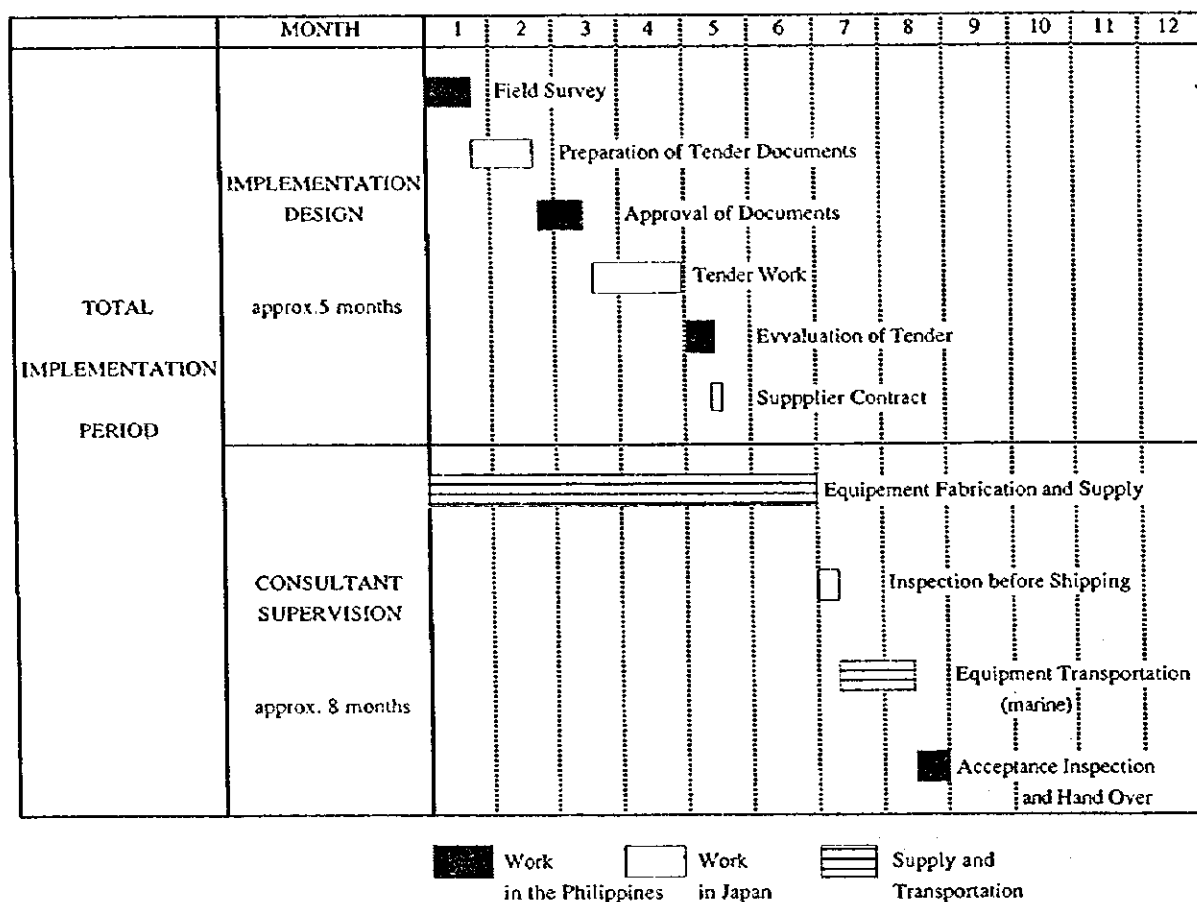 MONTH 1 2 3 4 5 6 7 8 9 10 11 12
TOTAL
IMPLEMENTATION
PERIOD
IMPLEMENTATION
DESIGN
approx.5 months
Field Survey
Preparation of Tender Documents
Approval of Documents
Tender Work
Evvaluation of Tender
Suppplier Contract
CONSULTANT
SUPERVISION
approx. 8 months
Equipement Fabrication and Supply
Inspection before Shipping
Equipment Transportation
(marine)
Acceptance Inspection
and Hand Over
Work
in the Philippines
Work
in Japan
Supply and
Transportation